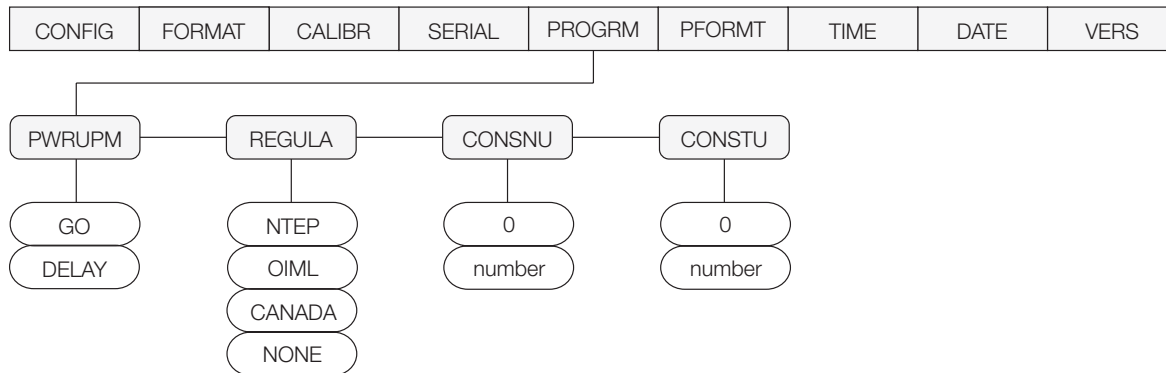 CONFIG FORMAT CALIBR SERIAL PROGRM PFORMT TIME DATE VERS
PWRUPM REGULA CONSNU CONSTU
GO NTEP 0 0
DELAY OIML number number
CANADA
NONE